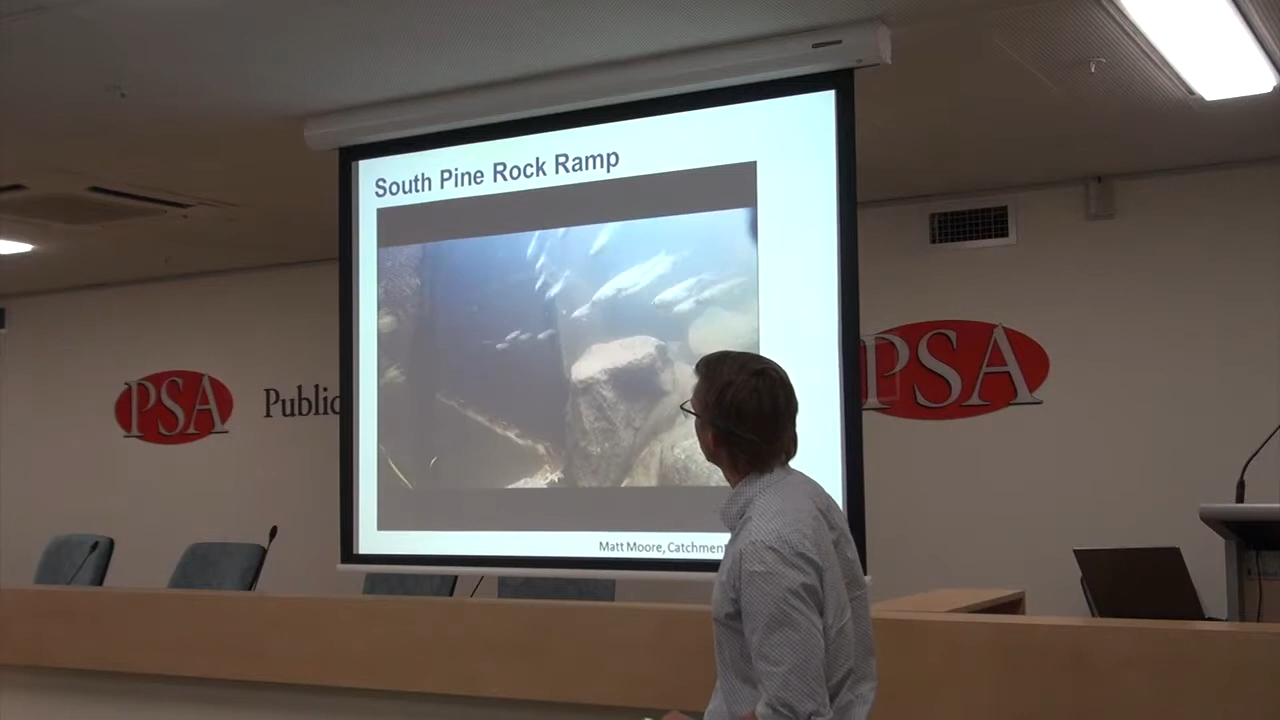 South Pine Rock Ramp
PSA
Public
PSA
Matt Moore, Catchmen